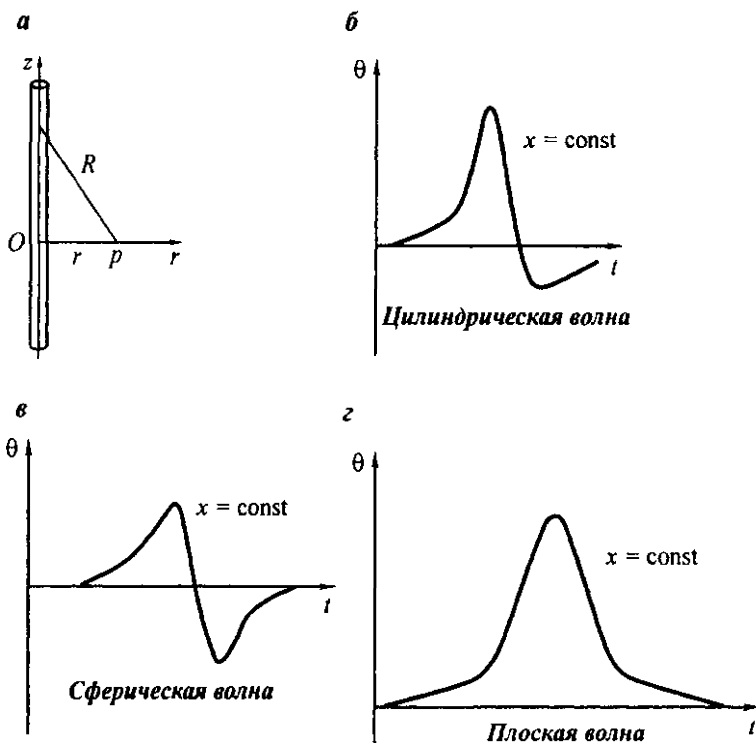 а
z
R
O
r
p
r
б
θ
x = const
t
Цилиндрическая волна
в
θ
x = const
t
Сферическая волна
г
θ
x = const
t
Плоская волна